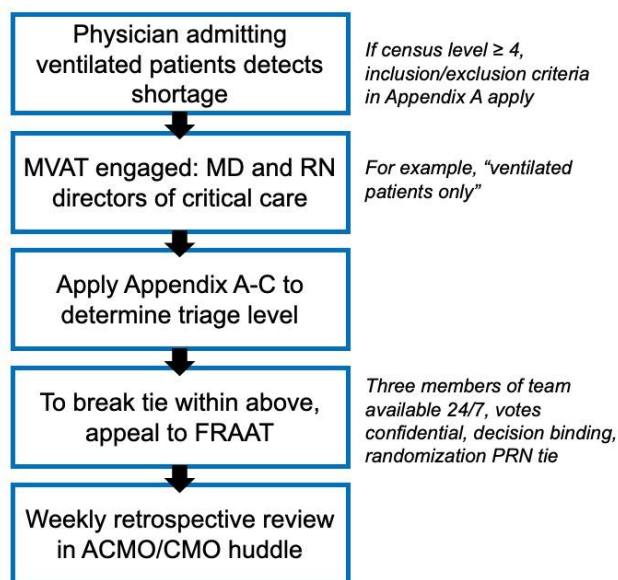 Physician admitting
ventilated patients detects
shortage
If census level ≥ 4,
inclusion/exclusion criteria
in Appendix A apply
MVAT engaged: MD and RN
directors of critical care
For example, “ventilated
patients only”
Apply Appendix A-C to
determine triage level
To break tie within above,
appeal to FRAAT
Three members of team
available 24/7, votes
confidential, decision binding,
randomization PRN tie
Weekly retrospective review
in ACMO/CMO huddle